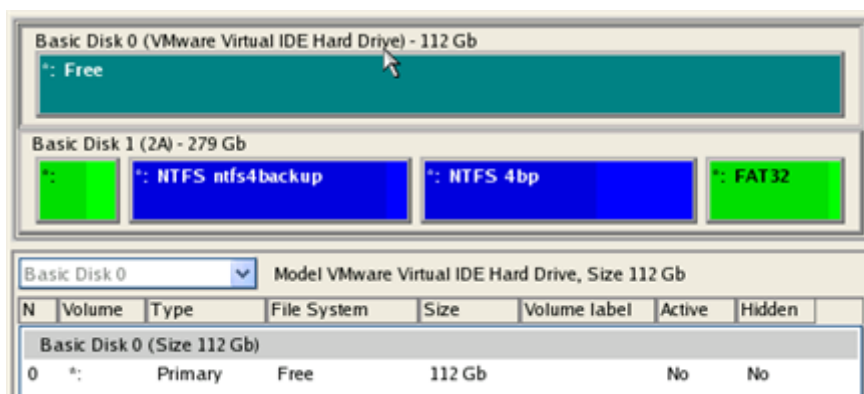 Basic Disk 0 (VMware Virtual IDE Hard Drive) - 112 Gb
*: Free
Basic Disk 1 (2A) - 279 Gb
*: *: NTFS ntfs4backup *: NTFS 4bp *: FAT32
Basic Disk 0 Model VMware Virtual IDE Hard Drive, Size 112 Gb
N Volume Type File System Size Volume label Active Hidden
Basic Disk 0 (Size 112 Gb)
0 *: Primary Free 112 Gb No No